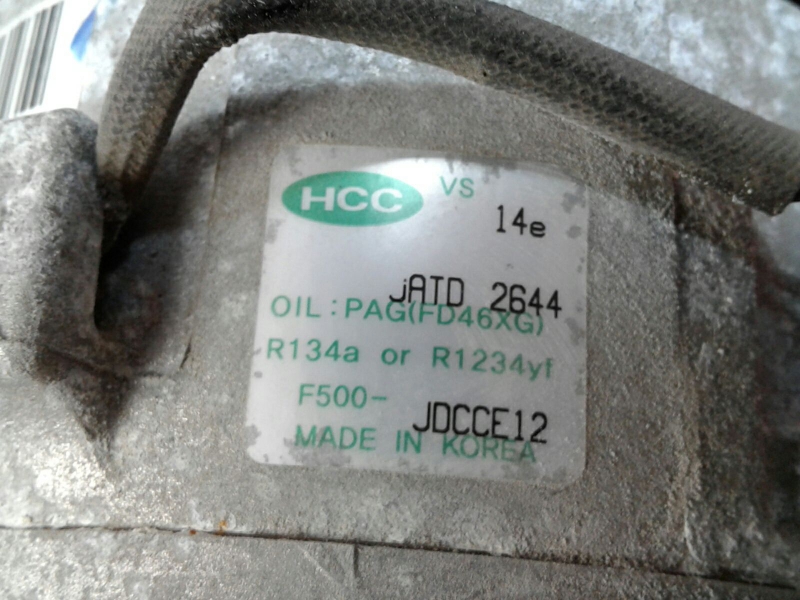 HCC VS 14e
jATD 2644
OIL : PAG(FD46XG)
R134a or R1234yf
F500- JDCCE12
MADE IN KOREA